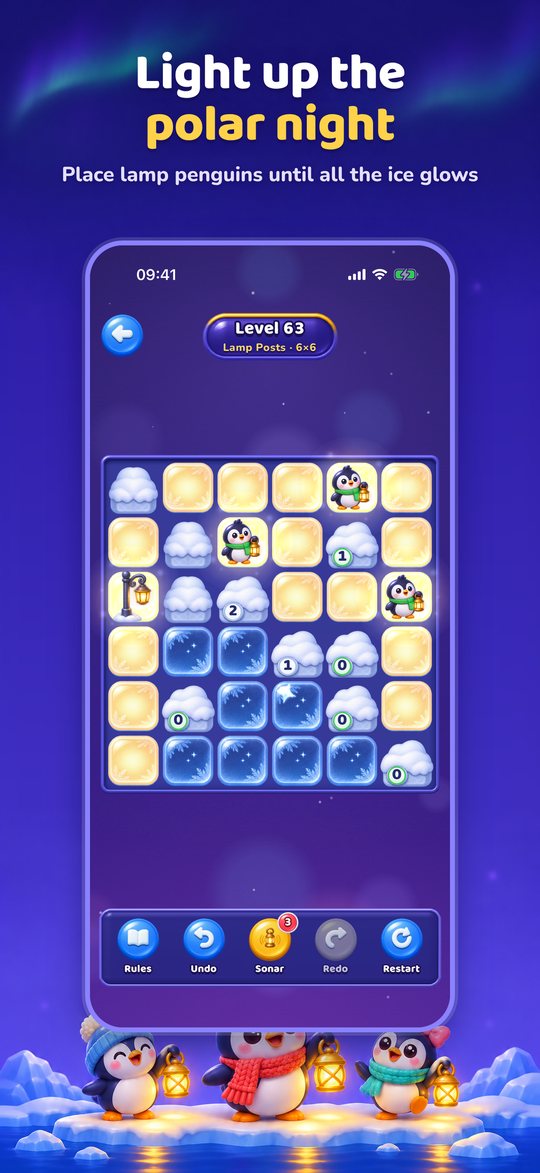 Light up the
polar night
Place lamp penguins until all the ice glows
09:41
Level 63
Lamp Posts · 6×6
1
2
1
0
0
0
0
3
Rules
Undo
Sonar
Redo
Restart